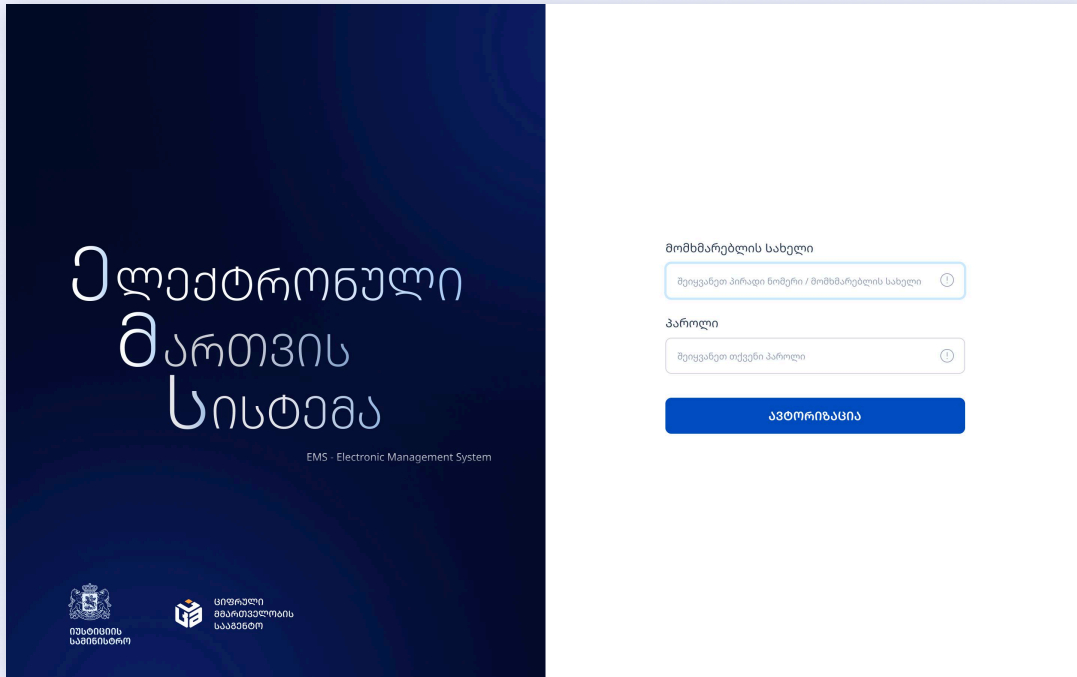 ელექტრონული
მართვის
სისტემა
EMS - Electronic Management System
იუსტიციის
სამინისტრო
ციფრული
მმართველობის
სააგენტო
მომხმარებლის სახელი
შეიყვანეთ პირადი ნომერი / მომხმარებლის სახელი
პაროლი
შეიყვანეთ თქვენი პაროლი
ავტორიზაცია